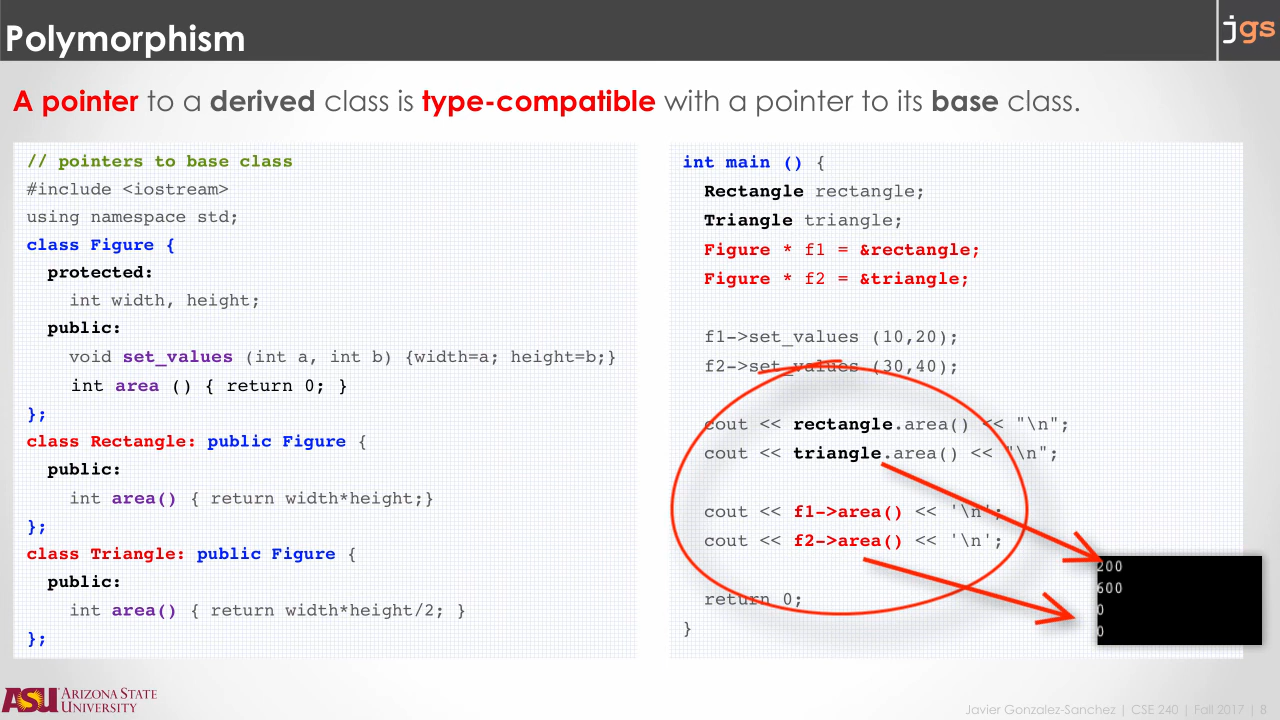 Polymorphism
jgs
A pointer to a derived class is type-compatible with a pointer to its base class.
// pointers to base class
#include <iostream>
using namespace std;
class Figure {
protected:
int width, height;
public:
void set_values (int a, int b) {width=a; height=b;}
int area () { return 0; }
};
class Rectangle: public Figure {
public:
int area() { return width*height;}
};
class Triangle: public Figure {
public:
int area() { return width*height/2; }
};
int main () {
Rectangle rectangle;
Triangle triangle;
Figure * f1 = &rectangle;
Figure * f2 = &triangle;
f1->set_values (10,20);
f2->set_values (30,40);
cout << rectangle.area() << "\n";
cout << triangle.area() << "\n";
cout << f1->area() << '\n';
cout << f2->area() << '\n';
return 0;
}
200
600
0
0
ASU ARIZONA STATE
UNIVERSITY
Javier Gonzalez-Sanchez | CSE 240 | Fall 2017 | 8